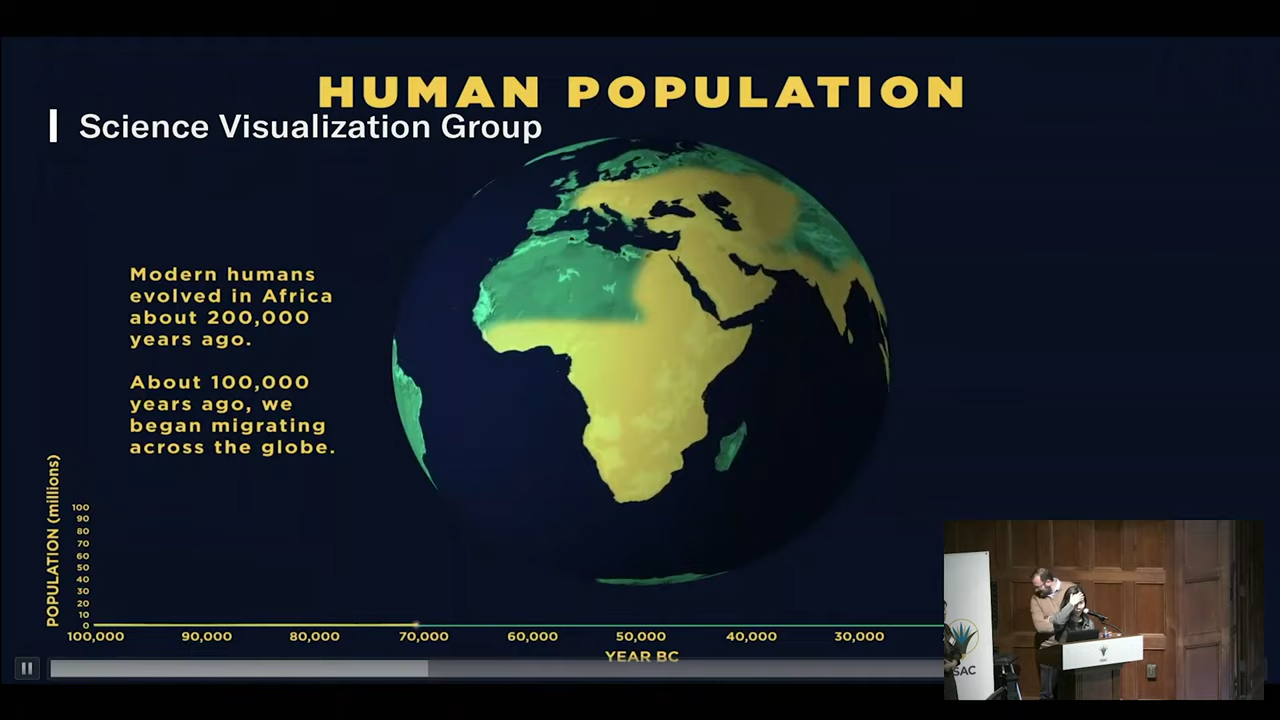 HUMAN POPULATION
Science Visualization Group
Modern humans
evolved in Africa
about 200,000
years ago.
About 100,000
years ago, we
began migrating
across the globe.
POPULATION (millions)
100
90
80
70
60
50
40
30
20
10
0
100,000 90,000 80,000 70,000 60,000 50,000 40,000 30,000
YEAR BC
SAC